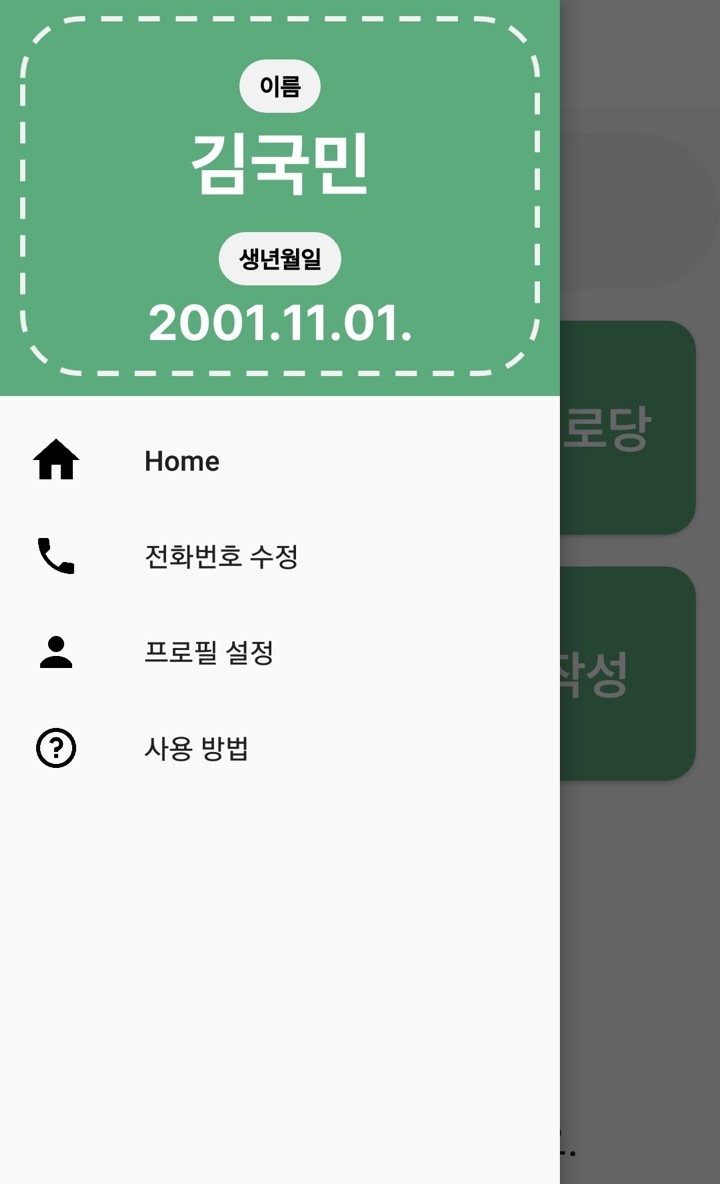 이름
김국민
생년월일
2001.11.01.
Home
전화번호 수정
프로필 설정
사용 방법
로당
작성